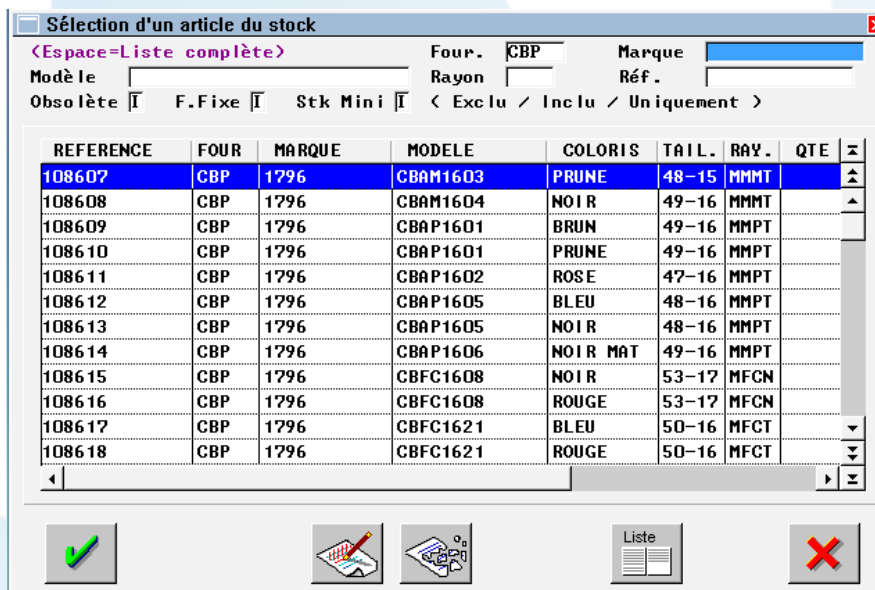 Sélection d'un article du stock
(Espace=Liste complète) Four. CBP Marque
Modèle Rayon Réf.
Obsolète I F.Fixe I Stk Mini I ( Exclu / Inclu / Uniquement )
REFERENCE FOUR MARQUE MODELE COLORIS TAIL. RAY. QTE
108607 CBP 1796 CBAM1603 PRUNE 48-15 MMMT
108608 CBP 1796 CBAM1604 NOIR 49-16 MMMT
108609 CBP 1796 CBAP1601 BRUN 49-16 MMPT
108610 CBP 1796 CBAP1601 PRUNE 49-16 MMPT
108611 CBP 1796 CBAP1602 ROSE 47-16 MMPT
108612 CBP 1796 CBAP1605 BLEU 48-16 MMPT
108613 CBP 1796 CBAP1605 NOIR 48-16 MMPT
108614 CBP 1796 CBAP1606 NOIR MAT 49-16 MMPT
108615 CBP 1796 CBFC1608 NOIR 53-17 MFCN
108616 CBP 1796 CBFC1608 ROUGE 53-17 MFCN
108617 CBP 1796 CBFC1621 BLEU 50-16 MFCT
108618 CBP 1796 CBFC1621 ROUGE 50-16 MFCT
Liste